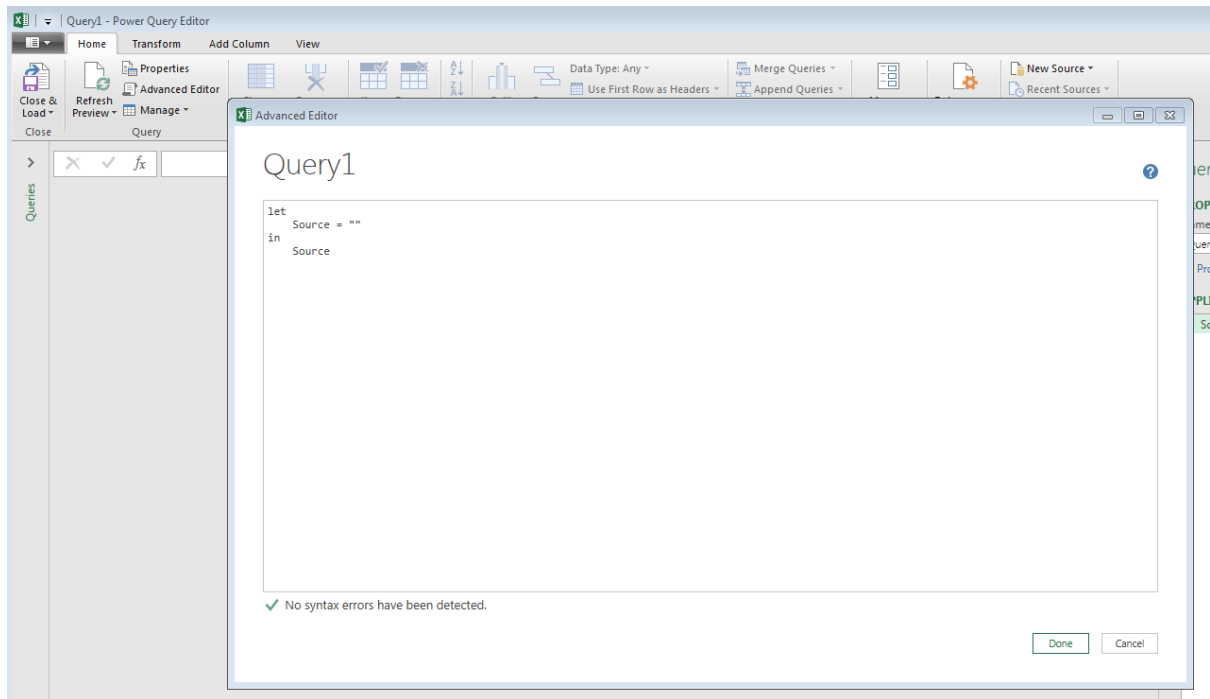 Query1 - Power Query Editor
Home Transform Add Column View
Close & Load
Refresh Preview
Properties
Advanced Editor
Manage
Data Type: Any
Use First Row as Headers
Merge Queries
Append Queries
New Source
Recent Sources
Close
Query
Advanced Editor
fx
Queries
Query1
?
let
Source = ""
in
Source
No syntax errors have been detected.
Done Cancel